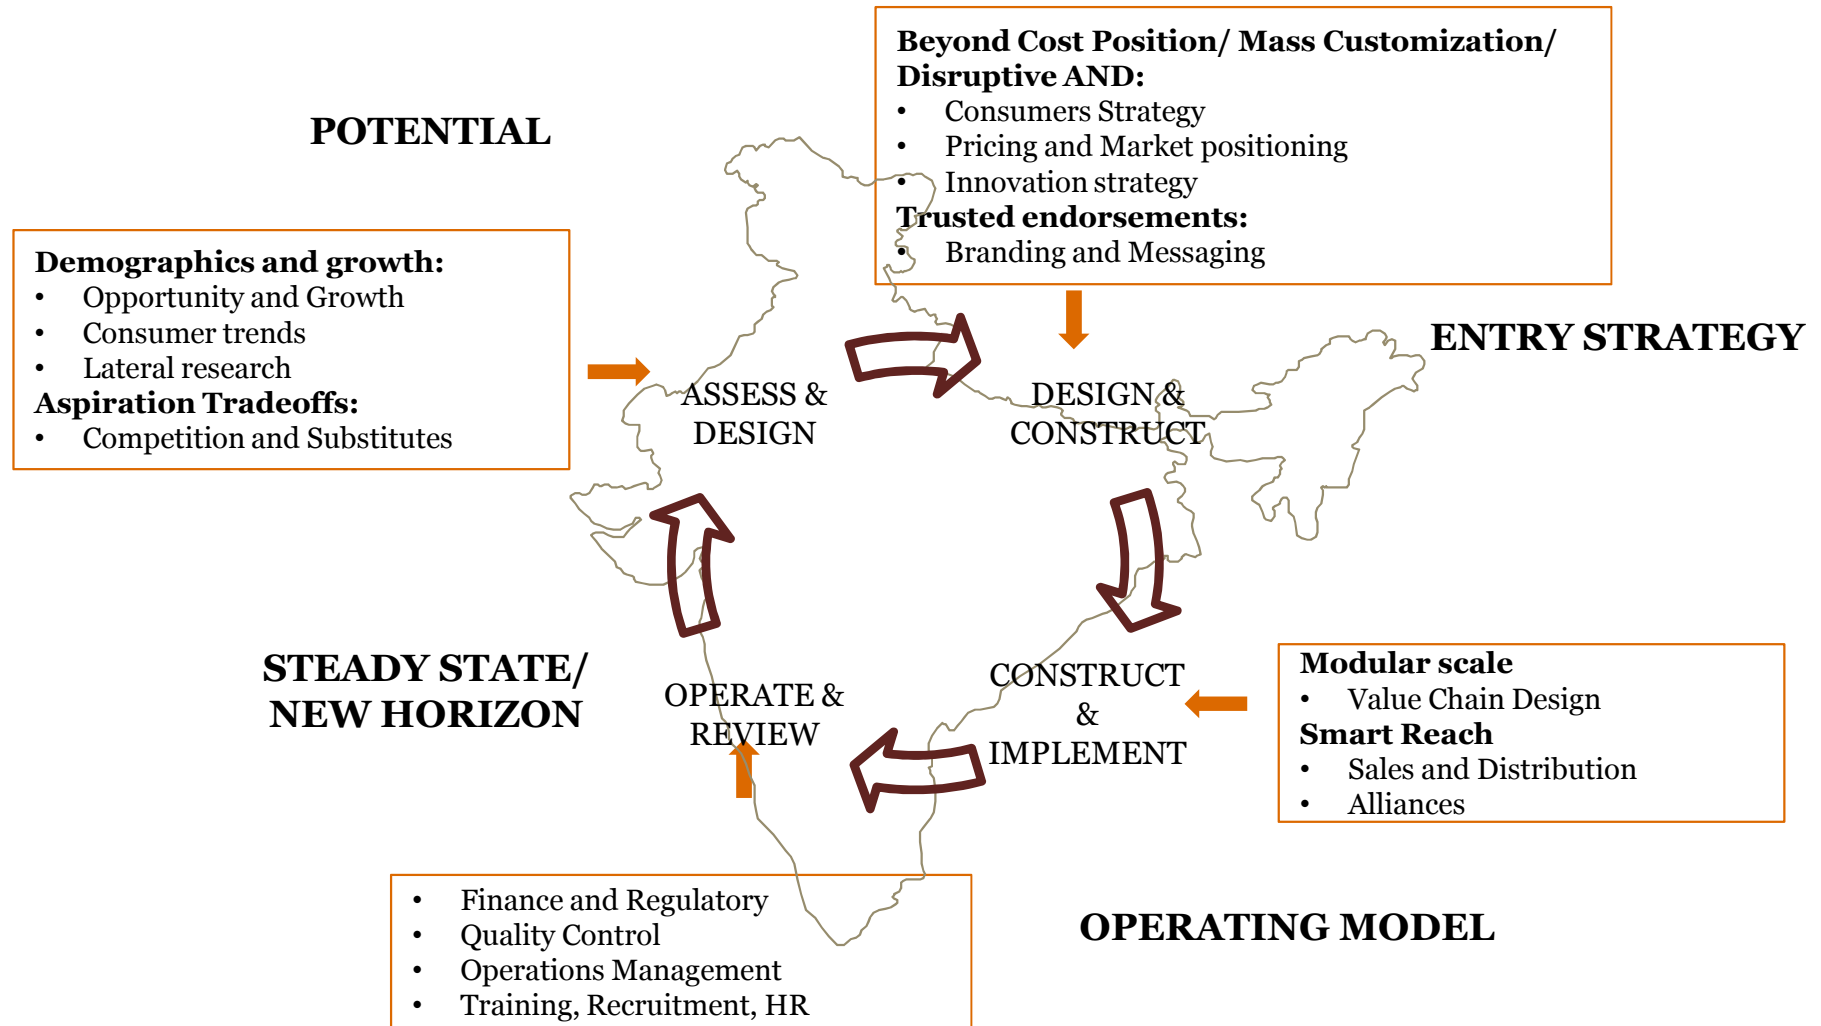 POTENTIAL
Beyond Cost Position/ Mass Customization/
Disruptive AND:
• Consumers Strategy
• Pricing and Market positioning
• Innovation strategy
Trusted endorsements:
• Branding and Messaging
Demographics and growth:
• Opportunity and Growth
• Consumer trends
• Lateral research
Aspiration Tradeoffs:
• Competition and Substitutes
ENTRY STRATEGY
ASSESS &
DESIGN
DESIGN &
CONSTRUCT
STEADY STATE/
NEW HORIZON
OPERATE &
REVIEW
CONSTRUCT
&
IMPLEMENT
Modular scale
• Value Chain Design
Smart Reach
• Sales and Distribution
• Alliances
• Finance and Regulatory
• Quality Control
• Operations Management
• Training, Recruitment, HR
OPERATING MODEL